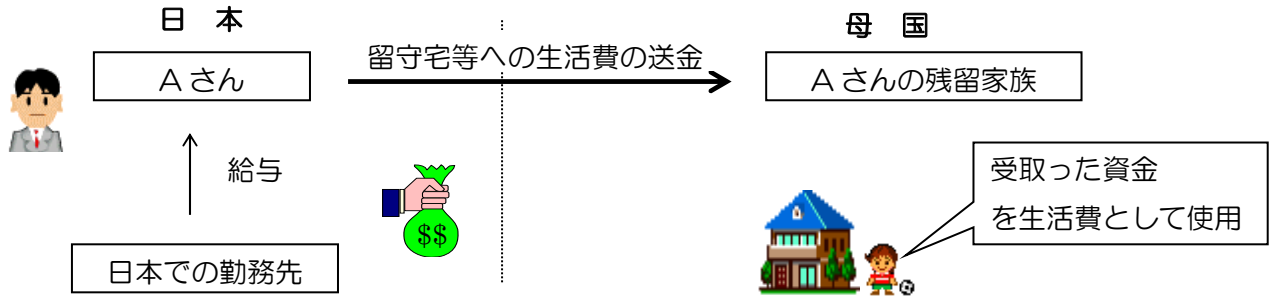 日 本
母 国
留守宅等への生活費の送金
Aさん
Aさんの残留家族
給与
受取った資金
を生活費として使用
$$
日本での勤務先